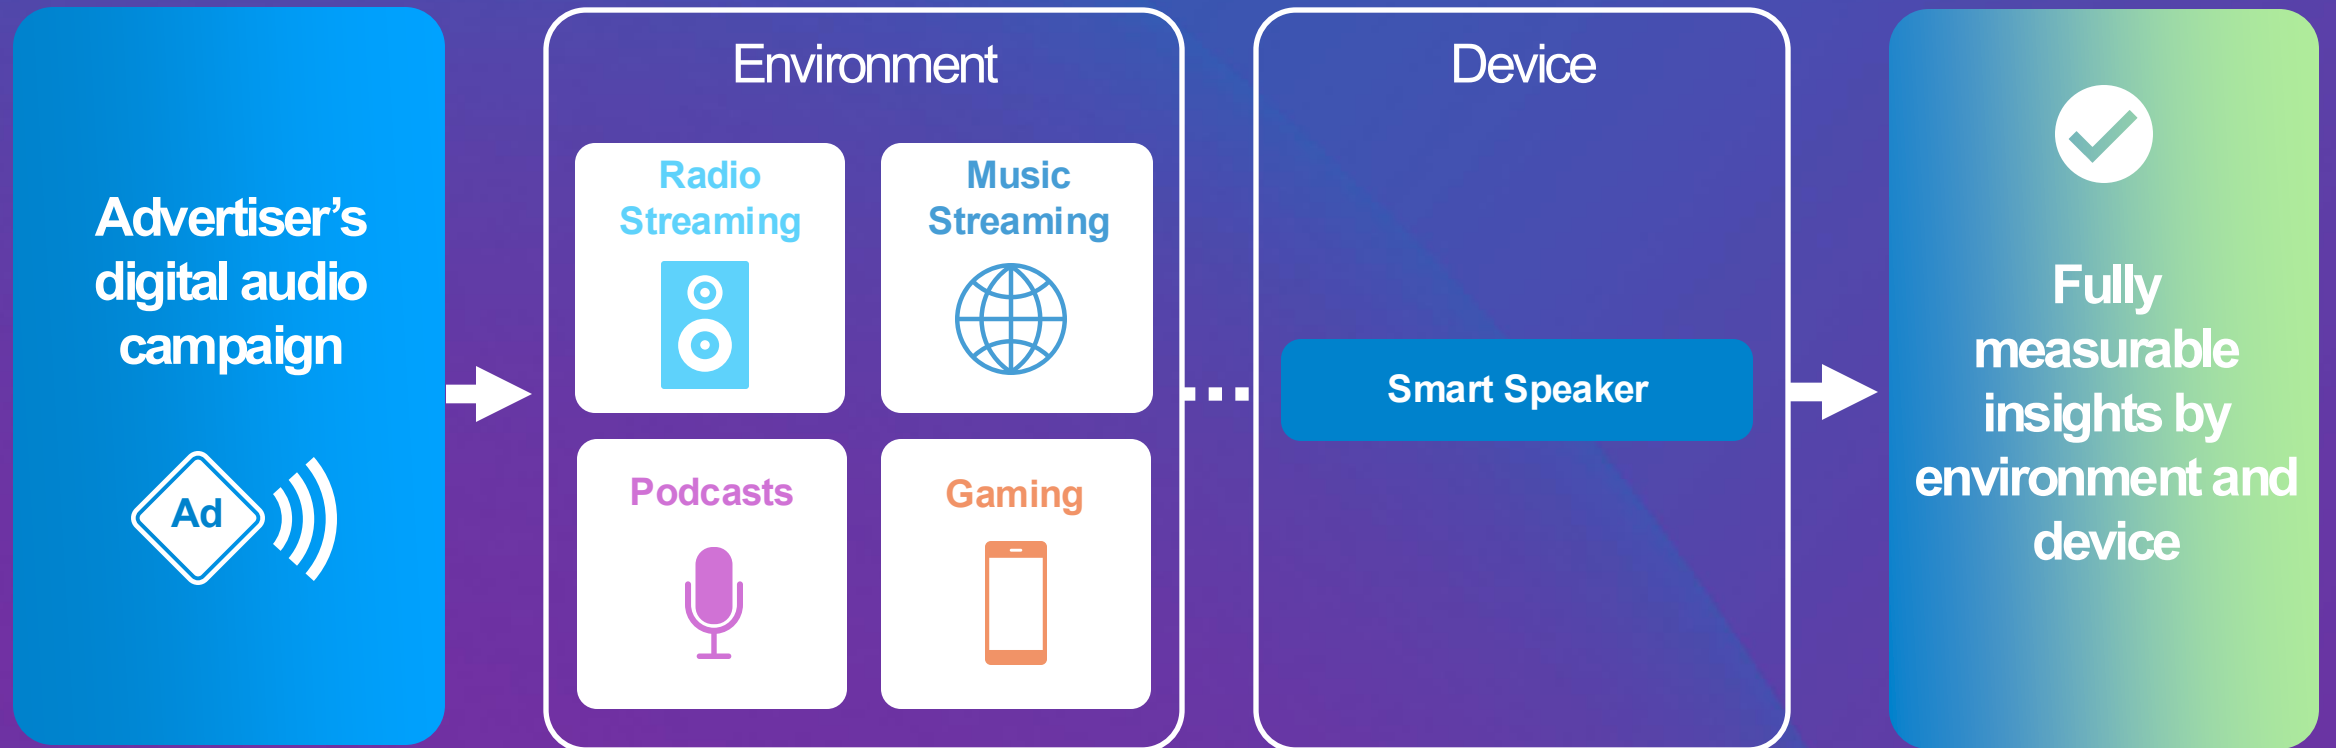 Advertiser’s
digital audio
campaign
Ad
Environment
Radio
Streaming
Music
Streaming
Podcasts
Gaming
Device
Smart Speaker
Fully
measurable
insights by
environment and
device